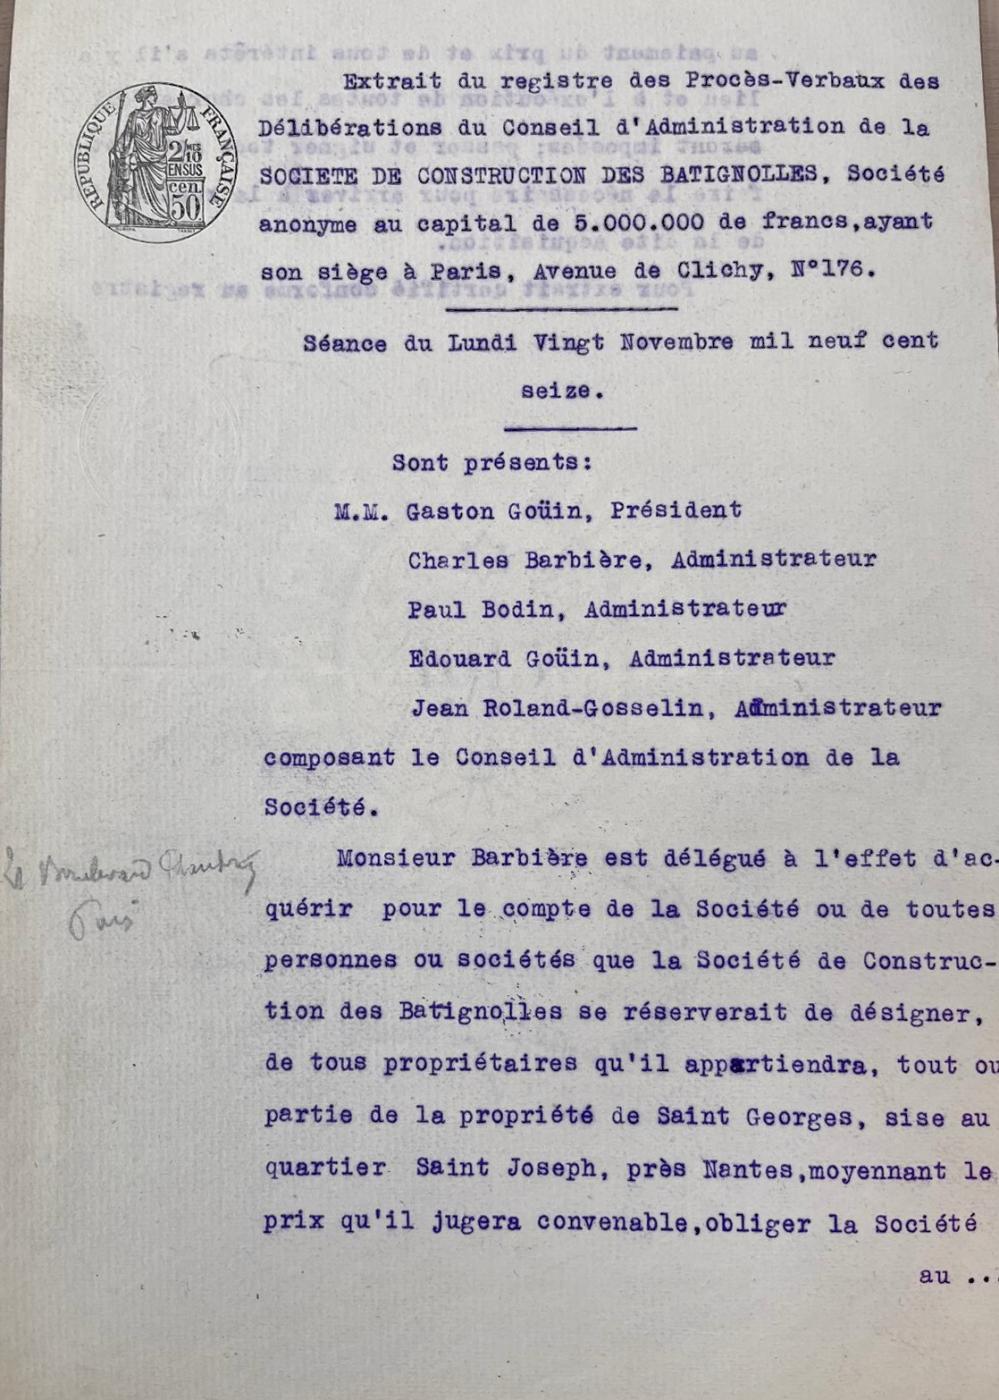 RÉPUBLIQUE FRANÇAISE
2/10
EN SUS
50 cen.
Extrait du registre des Procès-Verbaux des
Délibérations du Conseil d'Administration de la
SOCIETE DE CONSTRUCTION DES BATIGNOLLES, Société
anonyme au capital de 5.000.000 de francs,ayant
son siège à Paris, Avenue de Clichy, N°176.
Séance du Lundi Vingt Novembre mil neuf cent
seize.
Sont présents:
M.M. Gaston Goüin, Président
Charles Barbière, Administrateur
Paul Bodin, Administrateur
Edouard Goüin, Administrateur
Jean Roland-Gosselin, Administrateur
composant le Conseil d'Administration de la
Société.
Monsieur Barbière est délégué à l'effet d'ac-
quérir pour le compte de la Société ou de toutes
personnes ou sociétés que la Société de Construc-
tion des Batignolles se réserverait de désigner,
de tous propriétaires qu'il appartiendra, tout ou
partie de la propriété de Saint Georges, sise au
quartier Saint Joseph, près Nantes,moyennant le
prix qu'il jugera convenable,obliger la Société
au ...
Boulevard
Paris